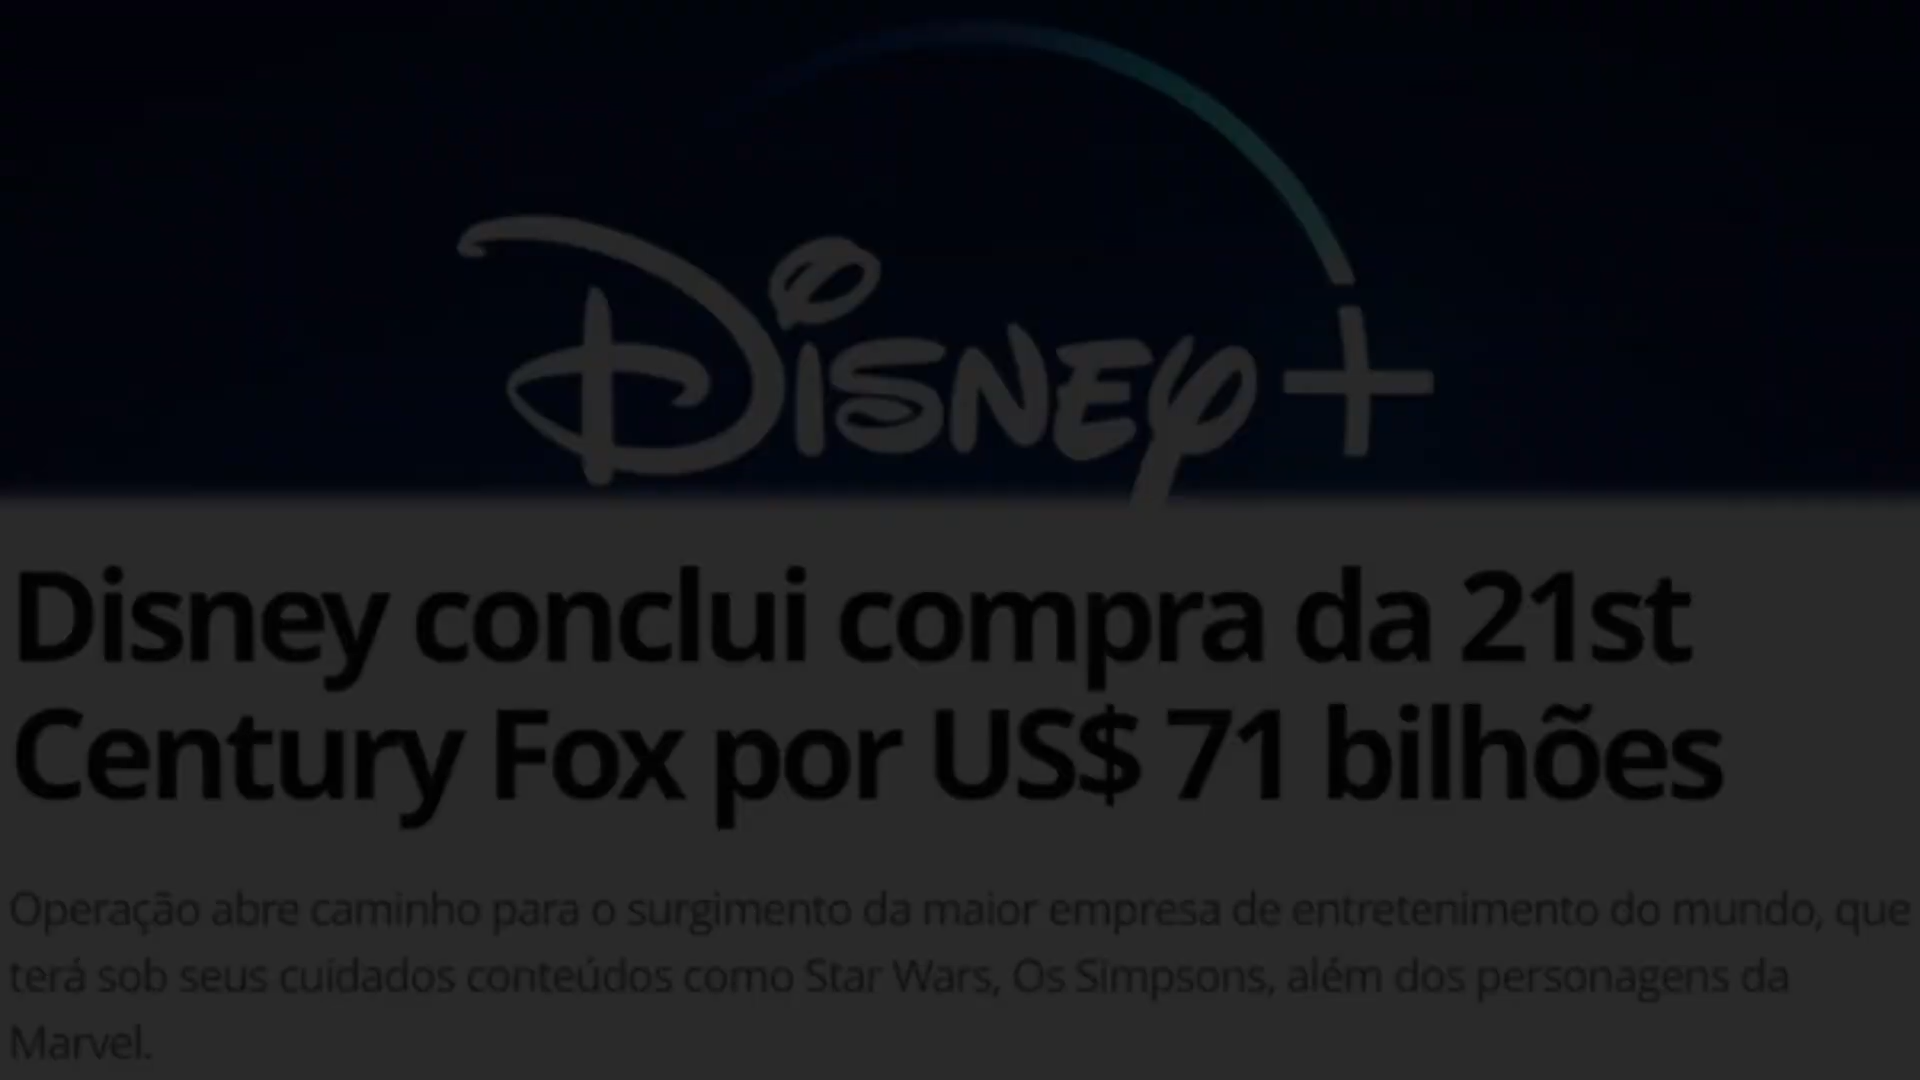 Disney+
Disney conclui compra da 21st
Century Fox por US$ 71 bilhões
Operação abre caminho para o surgimento da maior empresa de entretenimento do mundo, que
terá sob seus cuidados conteúdos como Star Wars, Os Simpsons, além dos personagens da
Marvel.